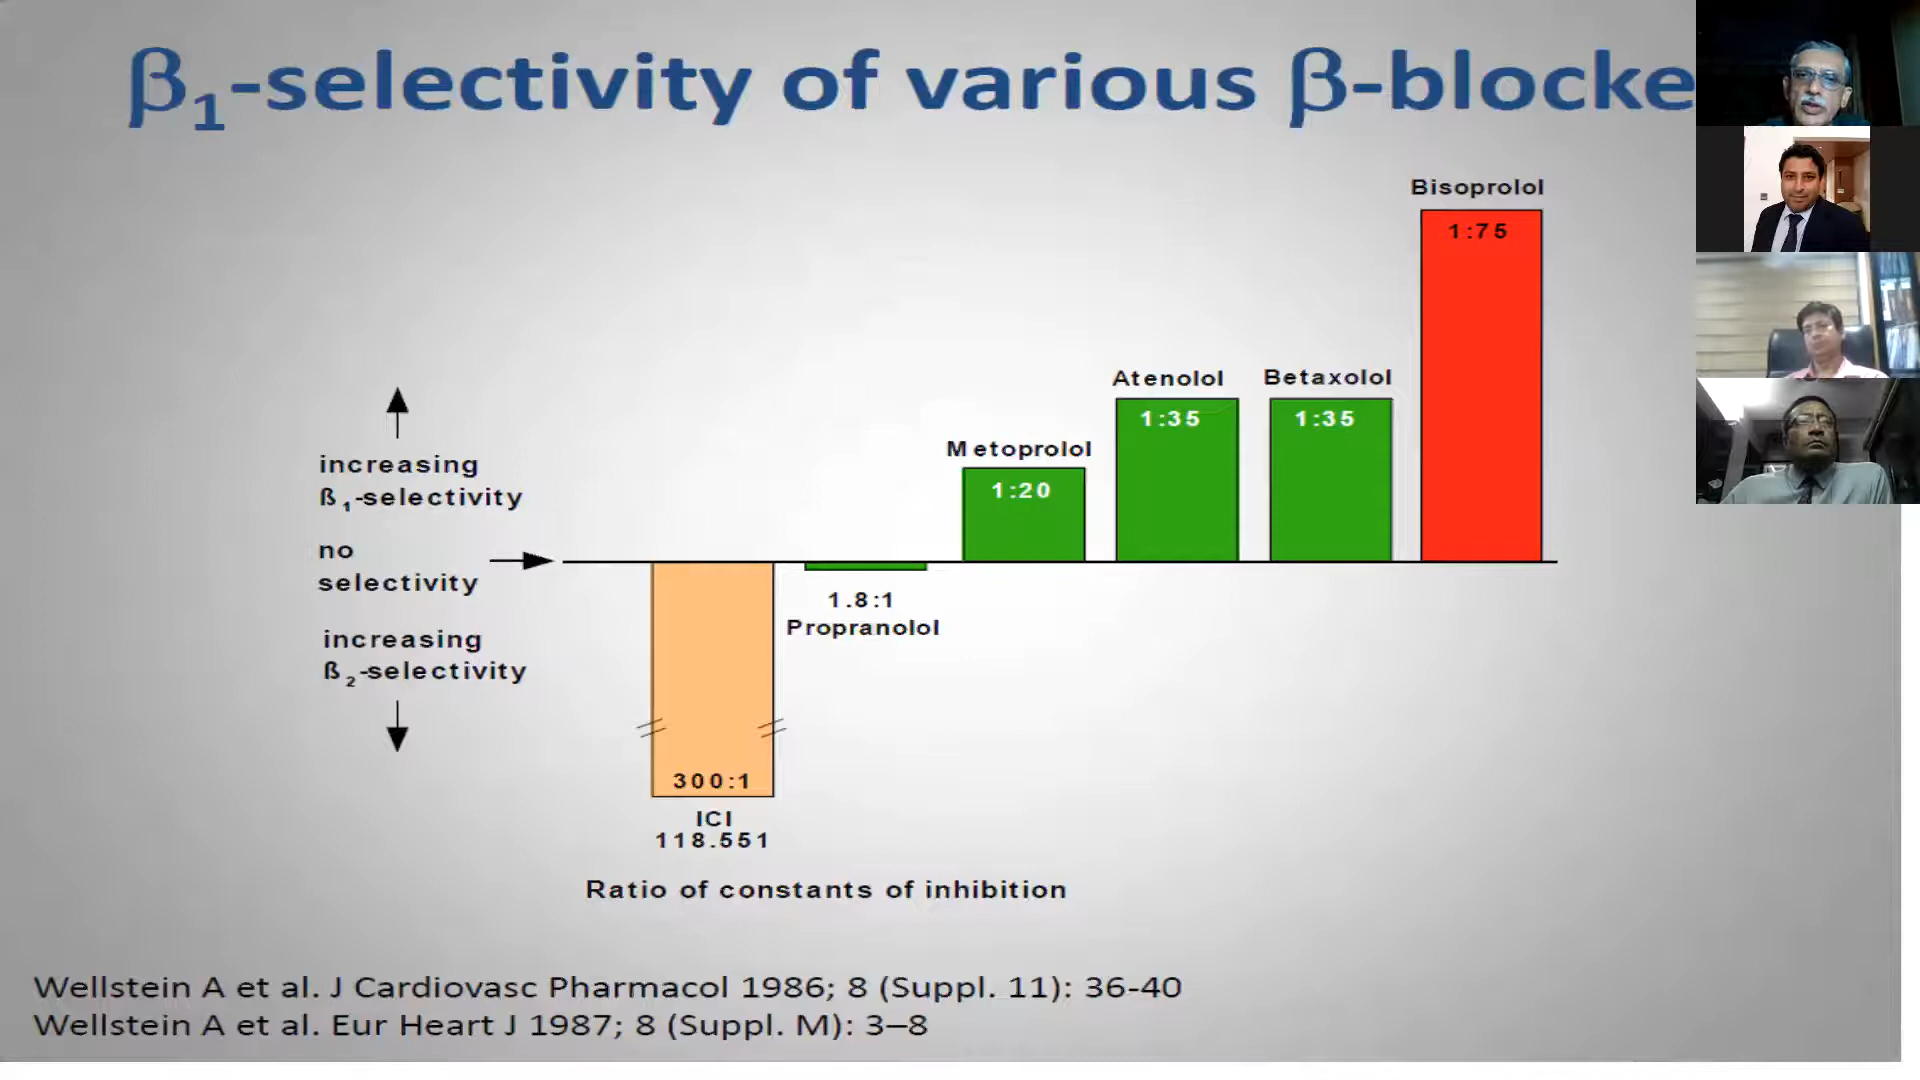 β1-selectivity of various β-blocke
Bisoprolol
1:75
Atenolol
Betaxolol
1:35
1:35
Metoprolol
1:20
increasing
ß1-selectivity
no
selectivity
increasing
ß2-selectivity
1.8:1
Propranolol
300:1
ICI
118.551
Ratio of constants of inhibition
Wellstein A et al. J Cardiovasc Pharmacol 1986; 8 (Suppl. 11): 36-40
Wellstein A et al. Eur Heart J 1987; 8 (Suppl. M): 3–8